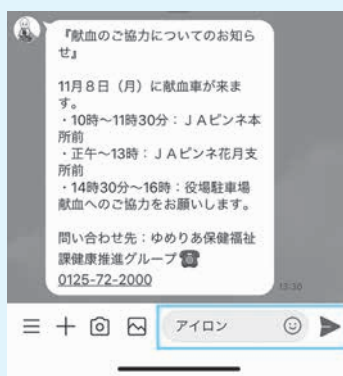 『献血のご協力についてのお知ら
せ』
11月8日（月）に献血車が来ま
す。
・10時～11時30分：ＪＡピンネ本
所前
・正午～13時：ＪＡピンネ花月支
所前
・14時30分～16時：役場駐車場
献血へのご協力をお願いします。
問い合わせ先：ゆめりあ保健福祉
課健康推進グループ☎
0125-72-2000
13:30
アイロン